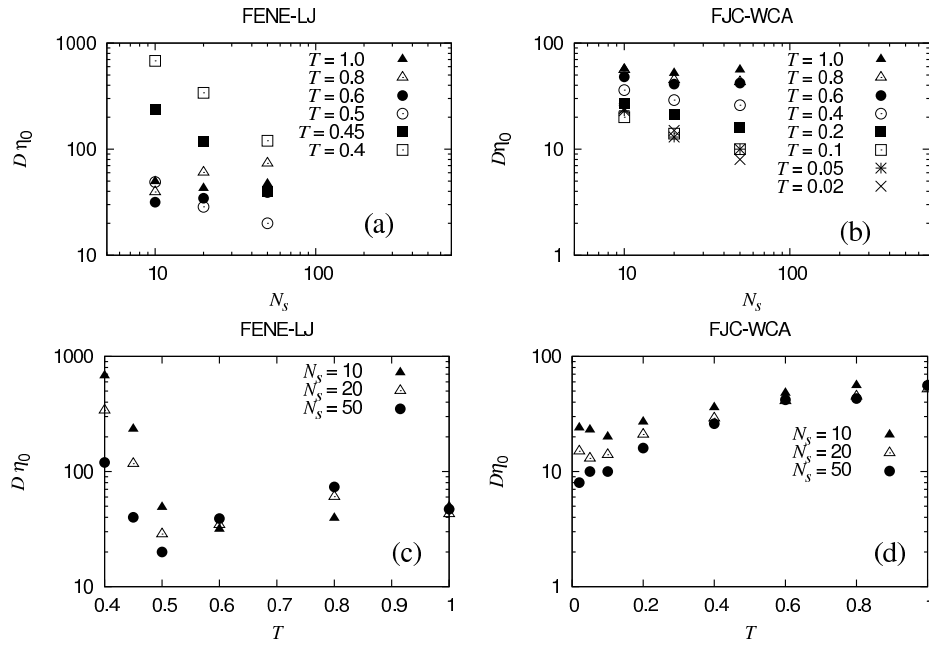 FENE-LJ
1000
100
10
Dη0
10
100
Ns
T = 1.0
T = 0.8
T = 0.6
T = 0.5
T = 0.45
T = 0.4
(a)
FJC-WCA
100
10
1
Dη0
10
100
Ns
T = 1.0
T = 0.8
T = 0.6
T = 0.4
T = 0.2
T = 0.1
T = 0.05
T = 0.02
(b)
FENE-LJ
1000
100
10
D η0
0.4 0.5 0.6 0.7 0.8 0.9 1
T
Ns = 10
Ns = 20
Ns = 50
(c)
FJC-WCA
100
10
1
Dη0
0 0.2 0.4 0.6 0.8 1
T
Ns = 10
Ns = 20
Ns = 50
(d)